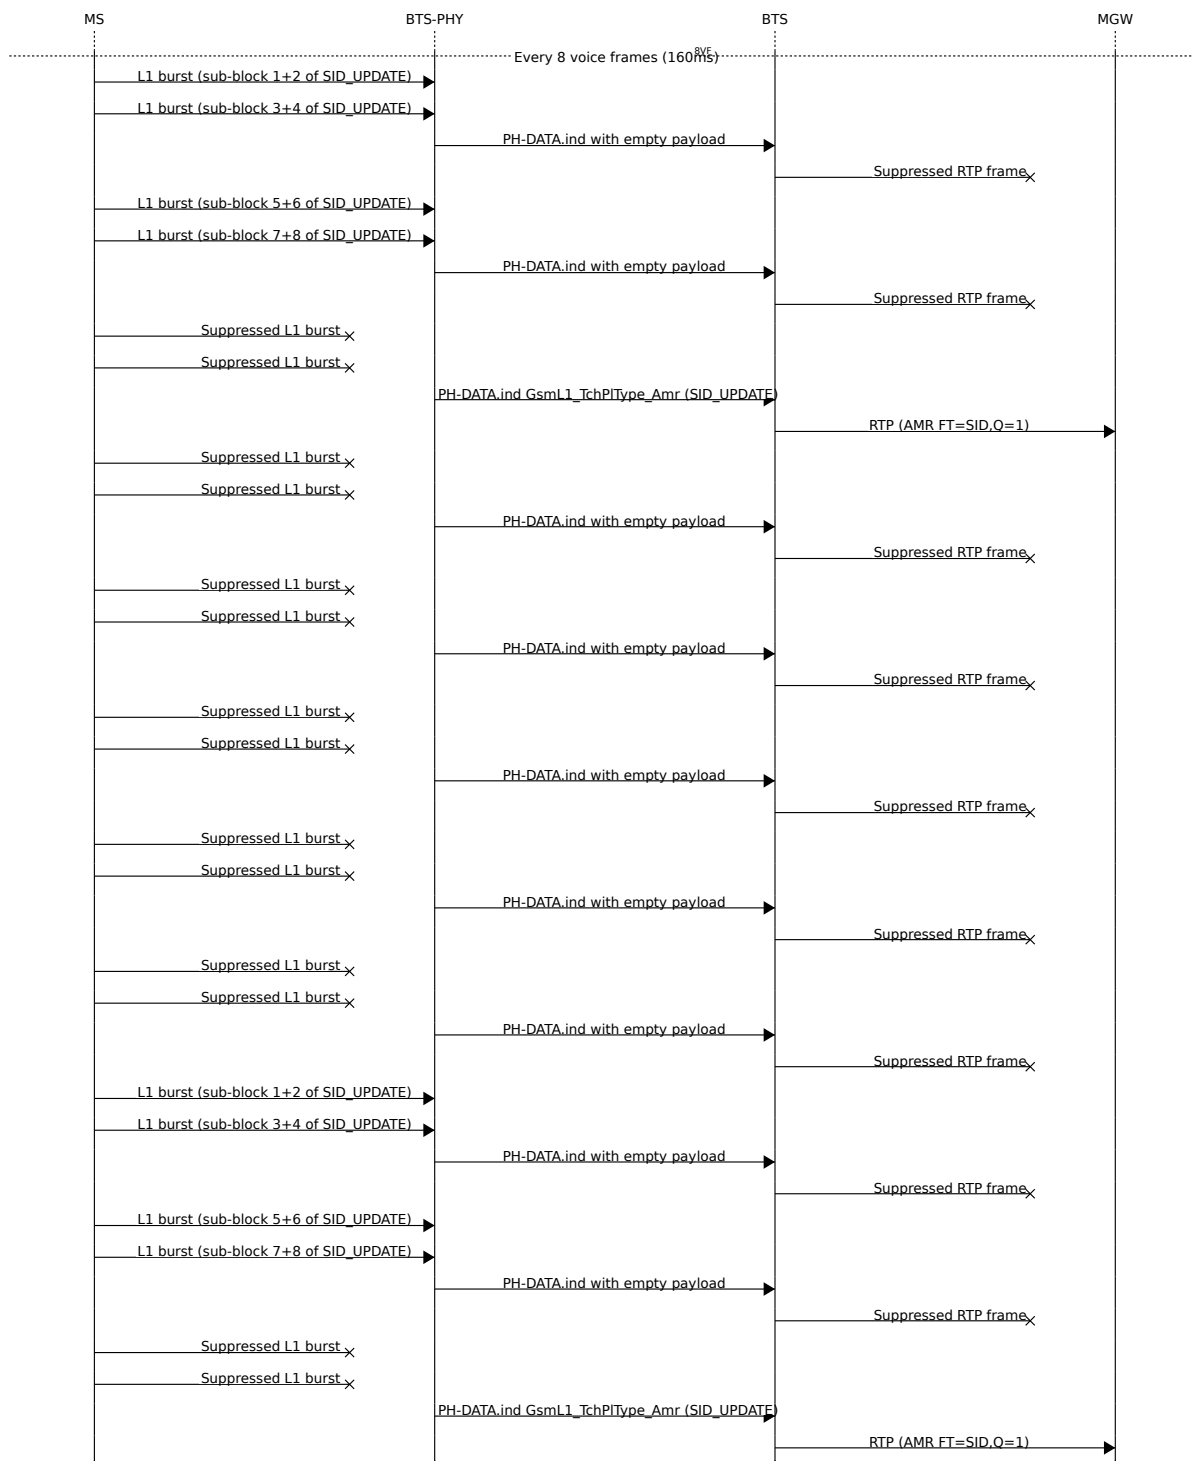 MS BTS-PHY BTS MGW
Every 8 voice frames (160ms) 8VF
L1 burst (sub-block 1+2 of SID_UPDATE)
L1 burst (sub-block 3+4 of SID_UPDATE)
PH-DATA.ind with empty payload
Suppressed RTP frame
L1 burst (sub-block 5+6 of SID_UPDATE)
L1 burst (sub-block 7+8 of SID_UPDATE)
PH-DATA.ind with empty payload
Suppressed RTP frame
Suppressed L1 burst
Suppressed L1 burst
PH-DATA.ind GsmL1_TchPlType_Amr (SID_UPDATE)
RTP (AMR FT=SID,Q=1)
Suppressed L1 burst
Suppressed L1 burst
PH-DATA.ind with empty payload
Suppressed RTP frame
Suppressed L1 burst
Suppressed L1 burst
PH-DATA.ind with empty payload
Suppressed RTP frame
Suppressed L1 burst
Suppressed L1 burst
PH-DATA.ind with empty payload
Suppressed RTP frame
Suppressed L1 burst
Suppressed L1 burst
PH-DATA.ind with empty payload
Suppressed RTP frame
Suppressed L1 burst
Suppressed L1 burst
PH-DATA.ind with empty payload
Suppressed RTP frame
L1 burst (sub-block 1+2 of SID_UPDATE)
L1 burst (sub-block 3+4 of SID_UPDATE)
PH-DATA.ind with empty payload
Suppressed RTP frame
L1 burst (sub-block 5+6 of SID_UPDATE)
L1 burst (sub-block 7+8 of SID_UPDATE)
PH-DATA.ind with empty payload
Suppressed RTP frame
Suppressed L1 burst
Suppressed L1 burst
PH-DATA.ind GsmL1_TchPlType_Amr (SID_UPDATE)
RTP (AMR FT=SID,Q=1)